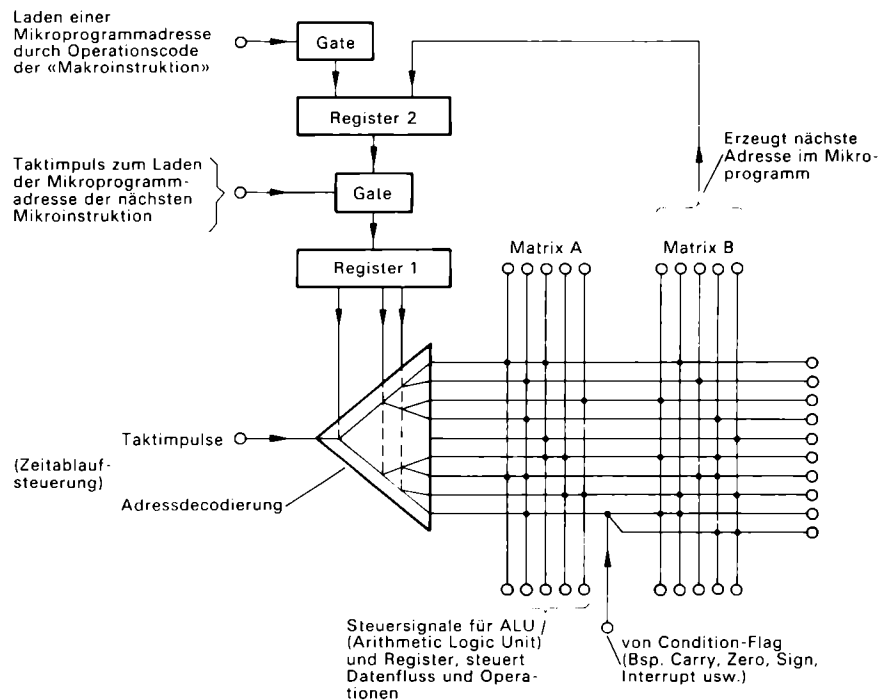 Laden einer
Mikroprogrammadresse
durch Operationscode
der «Makroinstruktion»
Gate
Register 2
Erzeugt nächste
Adresse im Mikro-
programm
Taktimpuls zum Laden
der Mikroprogramm-
adresse der nächsten
Mikroinstruktion
Gate
Register 1
Matrix A
Matrix B
Taktimpulse
(Zeitablauf-
steuerung)
Adressdecodierung
Steuersignale für ALU
(Arithmetic Logic Unit)
und Register, steuert
Datenfluss und Opera-
tionen
von Condition-Flag
(Bsp. Carry, Zero, Sign,
Interrupt usw.)